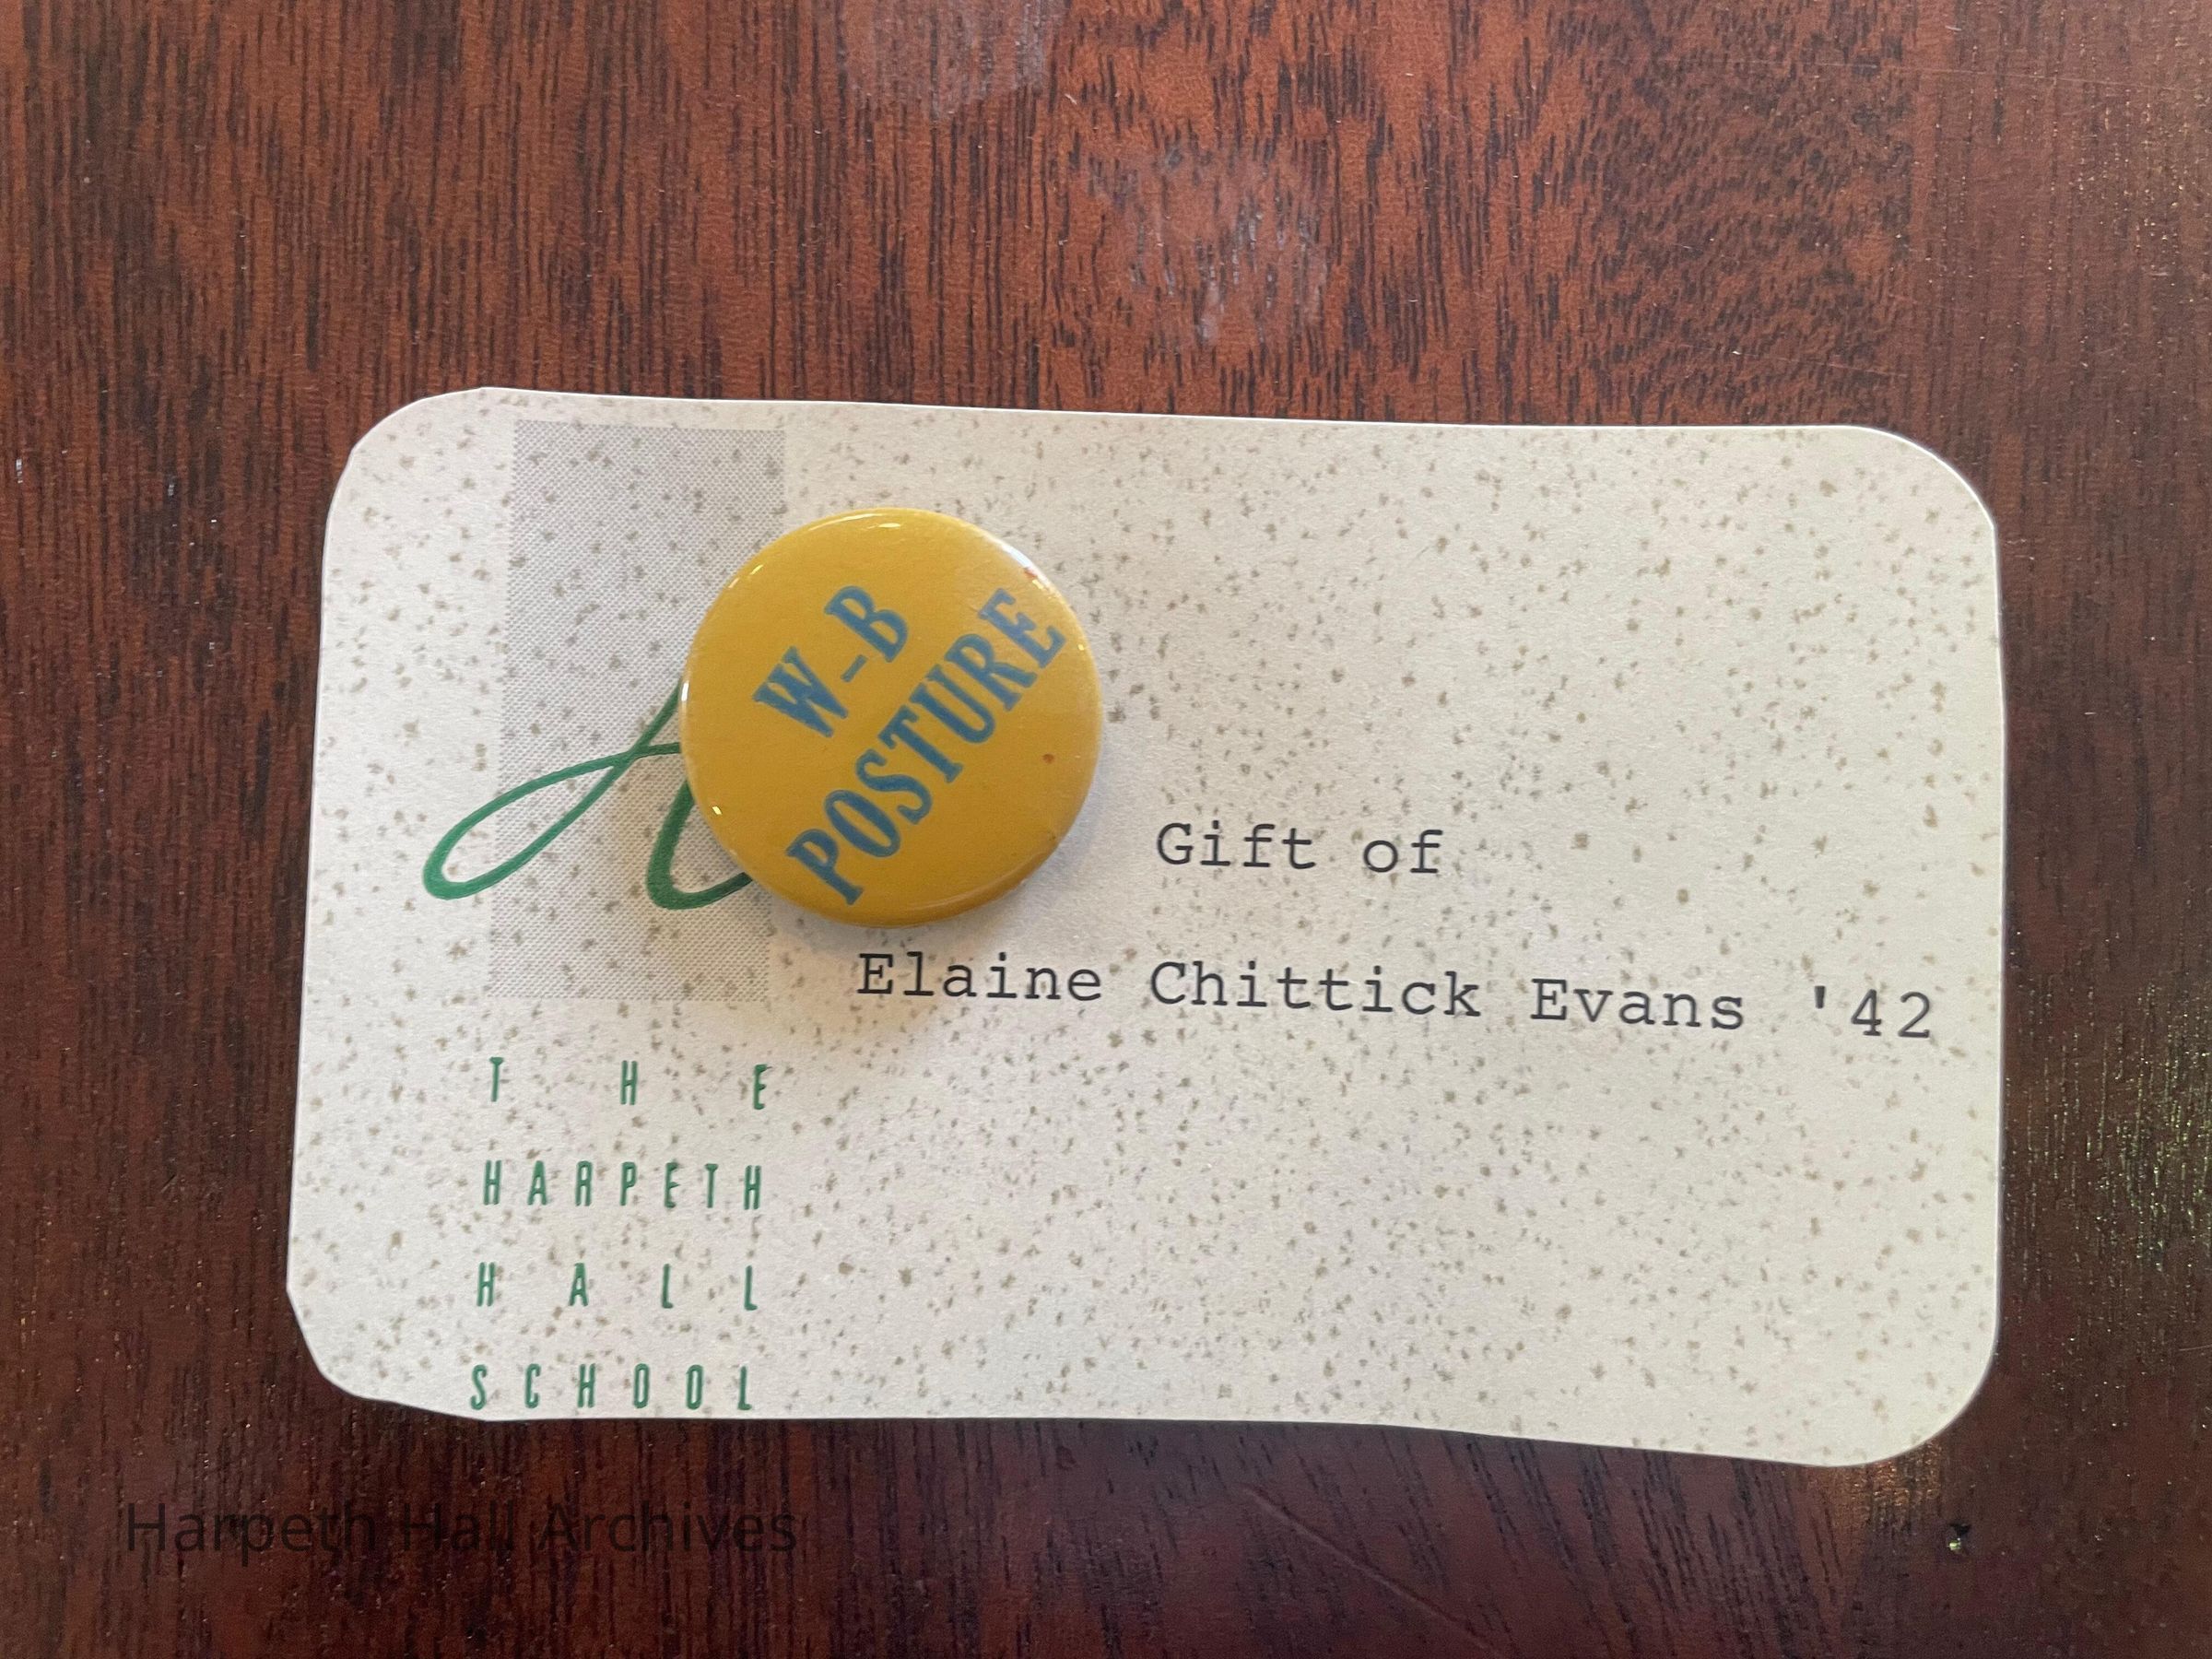 W-B
POSTURE
Gift of
Elaine Chittick Evans '42
THE
HARPETH
HALL
SCHOOL
Harpeth Hall Archives